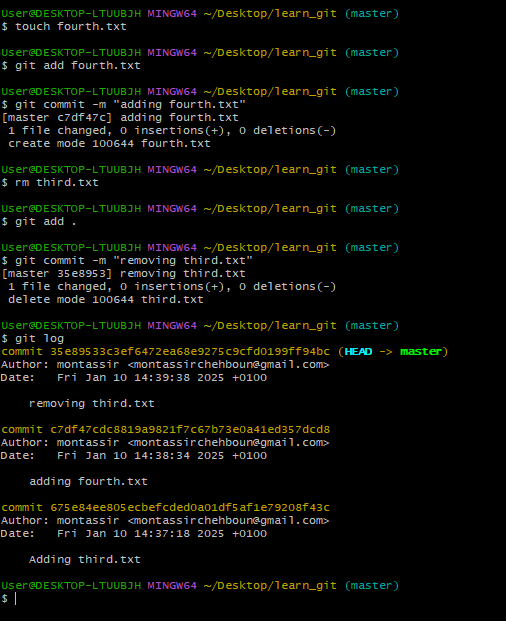 User@DESKTOP-LTUUBJH MINGW64 ~/Desktop/learn_git (master)
$ touch fourth.txt
User@DESKTOP-LTUUBJH MINGW64 ~/Desktop/learn_git (master)
$ git add fourth.txt
User@DESKTOP-LTUUBJH MINGW64 ~/Desktop/learn_git (master)
$ git commit -m "adding fourth.txt"
[master c7df47c] adding fourth.txt
 1 file changed, 0 insertions(+), 0 deletions(-)
 create mode 100644 fourth.txt
User@DESKTOP-LTUUBJH MINGW64 ~/Desktop/learn_git (master)
$ rm third.txt
User@DESKTOP-LTUUBJH MINGW64 ~/Desktop/learn_git (master)
$ git add .
User@DESKTOP-LTUUBJH MINGW64 ~/Desktop/learn_git (master)
$ git commit -m "removing third.txt"
[master 35e8953] removing third.txt
 1 file changed, 0 insertions(+), 0 deletions(-)
 delete mode 100644 third.txt
User@DESKTOP-LTUUBJH MINGW64 ~/Desktop/learn_git (master)
$ git log
commit 35e89533c3ef6472ea68e9275c9cfd0199ff94bc (HEAD -> master)
Author: montassir <montassirchehboun@gmail.com>
Date:   Fri Jan 10 14:39:38 2025 +0100
    removing third.txt
commit c7df47cdc8819a9821f7c67b73e0a41ed357dcd8
Author: montassir <montassirchehboun@gmail.com>
Date:   Fri Jan 10 14:38:34 2025 +0100
    adding fourth.txt
commit 675e84ee805ecbefcded0a01df5af1e79208f43c
Author: montassir <montassirchehboun@gmail.com>
Date:   Fri Jan 10 14:37:18 2025 +0100
    Adding third.txt
User@DESKTOP-LTUUBJH MINGW64 ~/Desktop/learn_git (master)
$